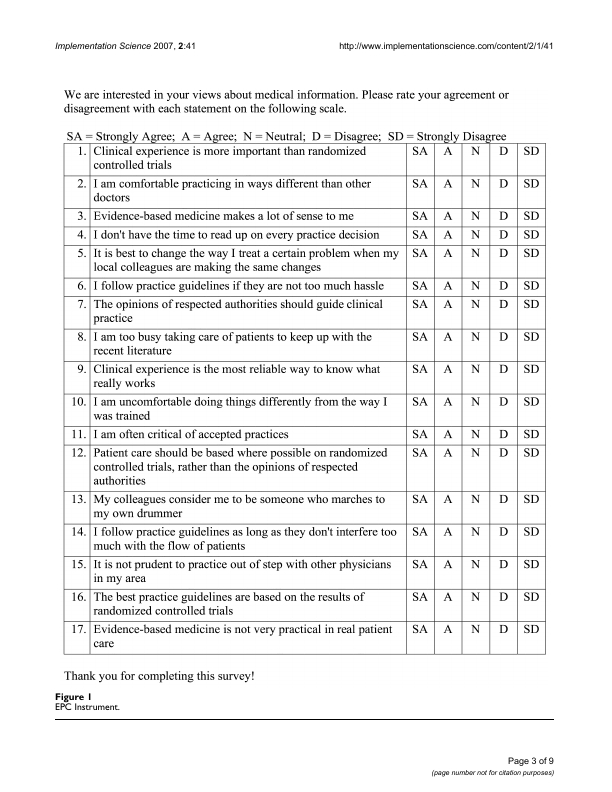 Implementation Science 2007, 2:41
http://www.implementationscience.com/content/2/1/41
We are interested in your views about medical information. Please rate your agreement or
disagreement with each statement on the following scale.
SA = Strongly Agree; A = Agree; N = Neutral; D = Disagree; SD = Strongly Disagree
1. Clinical experience is more important than randomized SA A N D SD
controlled trials
2. I am comfortable practicing in ways different than other SA A N D SD
doctors
3. Evidence-based medicine makes a lot of sense to me SA A N D SD
4. I don't have the time to read up on every practice decision SA A N D SD
5. It is best to change the way I treat a certain problem when my SA A N D SD
local colleagues are making the same changes
6. I follow practice guidelines if they are not too much hassle SA A N D SD
7. The opinions of respected authorities should guide clinical SA A N D SD
practice
8. I am too busy taking care of patients to keep up with the SA A N D SD
recent literature
9. Clinical experience is the most reliable way to know what SA A N D SD
really works
10. I am uncomfortable doing things differently from the way I SA A N D SD
was trained
11. I am often critical of accepted practices SA A N D SD
12. Patient care should be based where possible on randomized SA A N D SD
controlled trials, rather than the opinions of respected
authorities
13. My colleagues consider me to be someone who marches to SA A N D SD
my own drummer
14. I follow practice guidelines as long as they don't interfere too SA A N D SD
much with the flow of patients
15. It is not prudent to practice out of step with other physicians SA A N D SD
in my area
16. The best practice guidelines are based on the results of SA A N D SD
randomized controlled trials
17. Evidence-based medicine is not very practical in real patient SA A N D SD
care
Thank you for completing this survey!
Figure 1
EPC Instrument.
Page 3 of 9
(page number not for citation purposes)